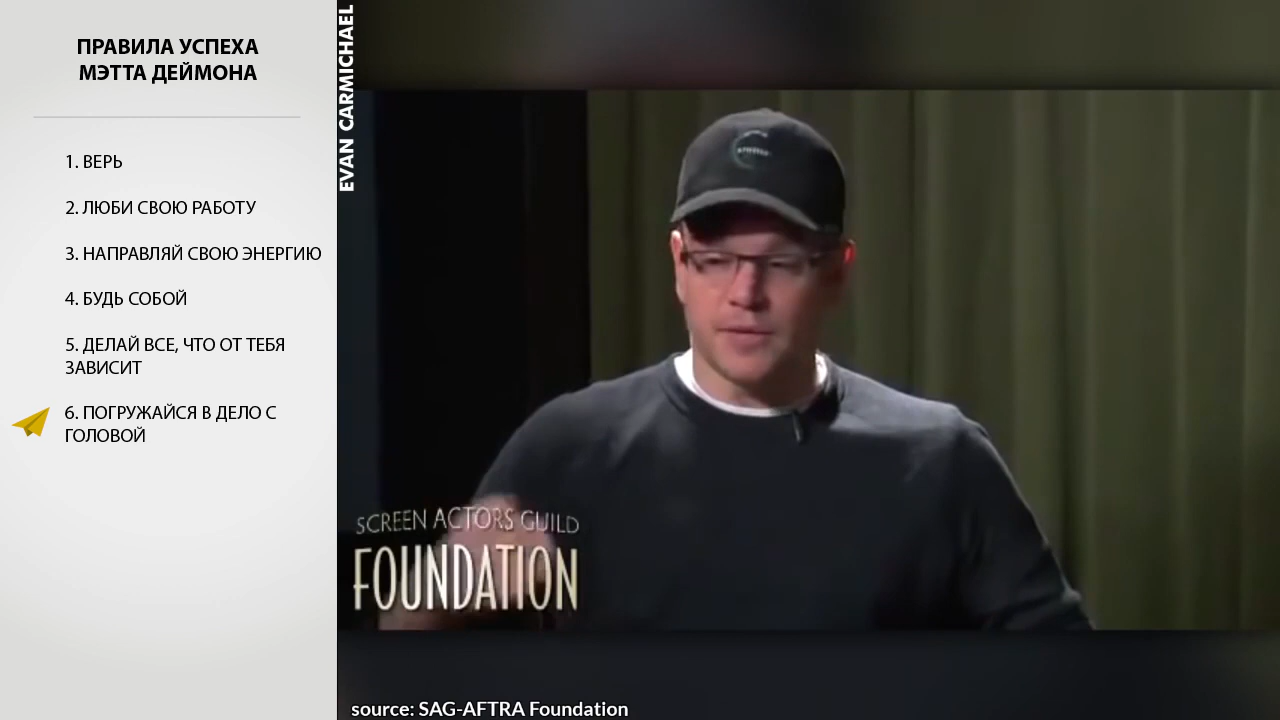 ПРАВИЛА УСПЕХА
МЭТТА ДЕЙМОНА
1. ВЕРЬ
2. ЛЮБИ СВОЮ РАБОТУ
3. НАПРАВЛЯЙ СВОЮ ЭНЕРГИЮ
4. БУДЬ СОБОЙ
5. ДЕЛАЙ ВСЕ, ЧТО ОТ ТЕБЯ
ЗАВИСИТ
6. ПОГРУЖАЙСЯ В ДЕЛО С
ГОЛОВОЙ
EVAN CARMICHAEL
SCREEN ACTORS GUILD
FOUNDATION
source: SAG-AFTRA Foundation